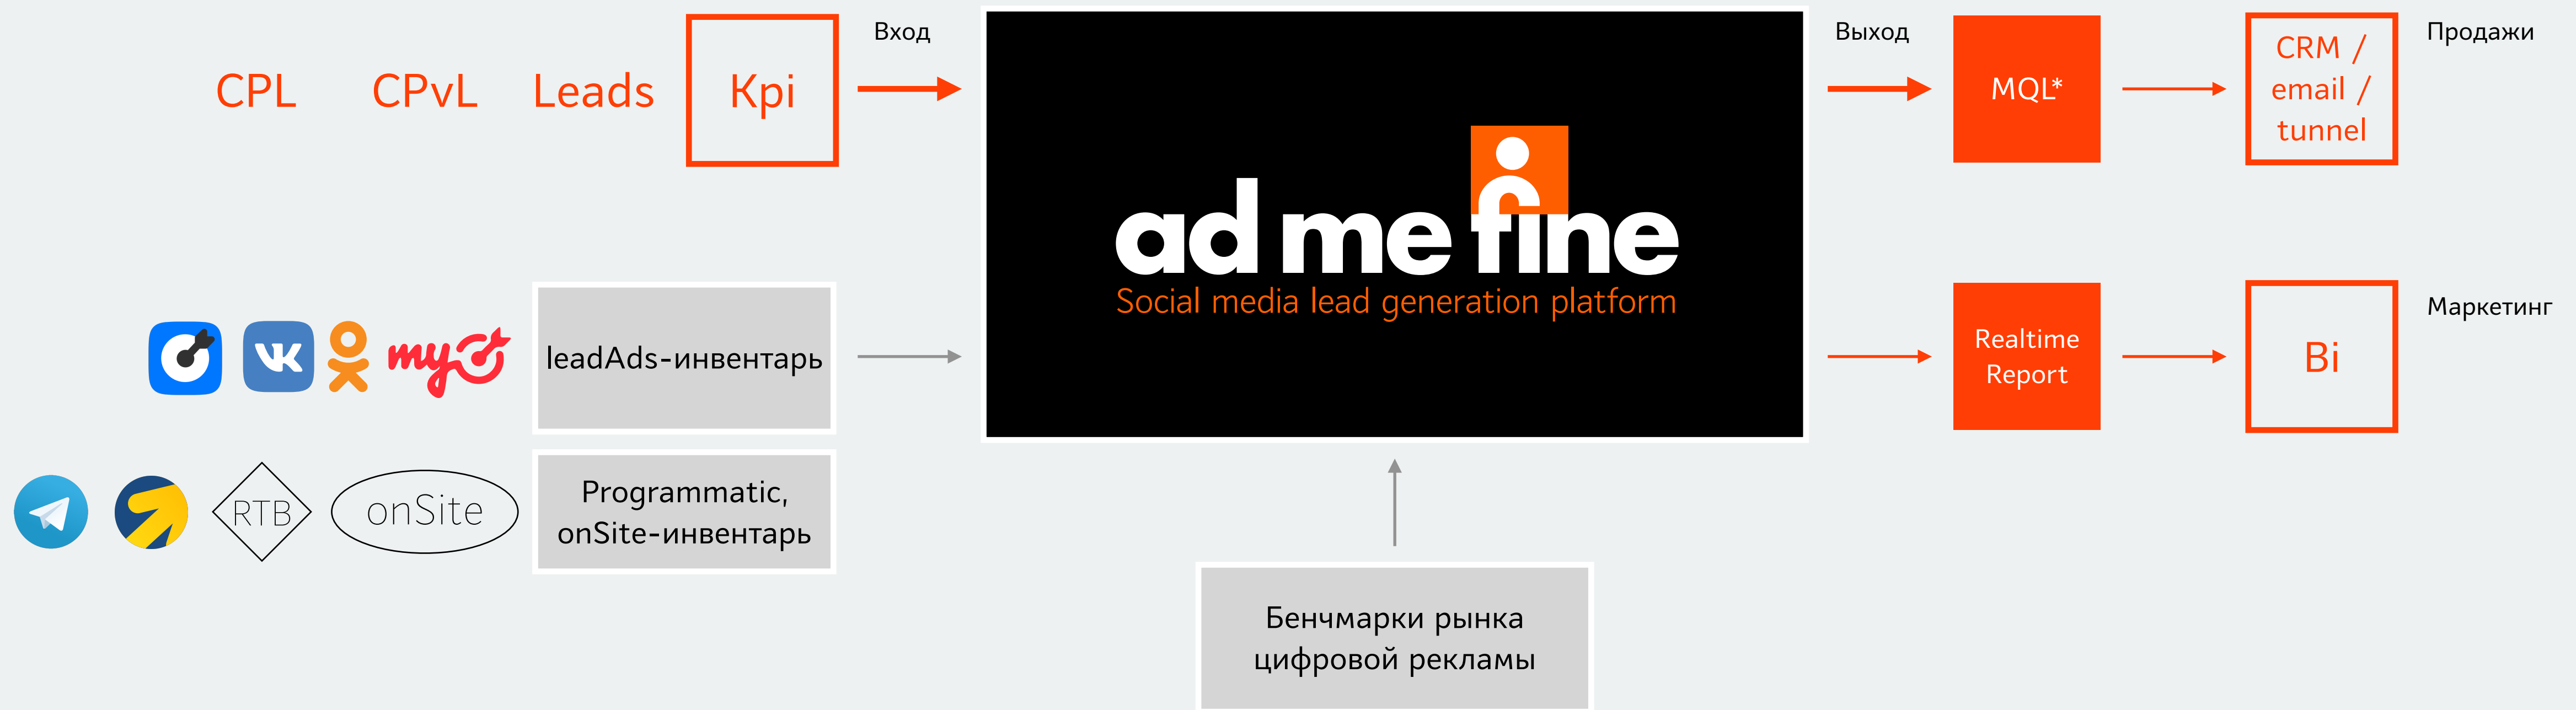 CPL
CPvL
Leads
Kpi
Вход
ad me fine
Social media lead generation platform
Выход
MQL*
CRM /
email /
tunnel
Продажи
my
leadAds-инвентарь
Realtime
Report
Bi
Маркетинг
RTB
onSite
Programmatic,
onSite-инвентарь
Бенчмарки рынка
цифровой рекламы